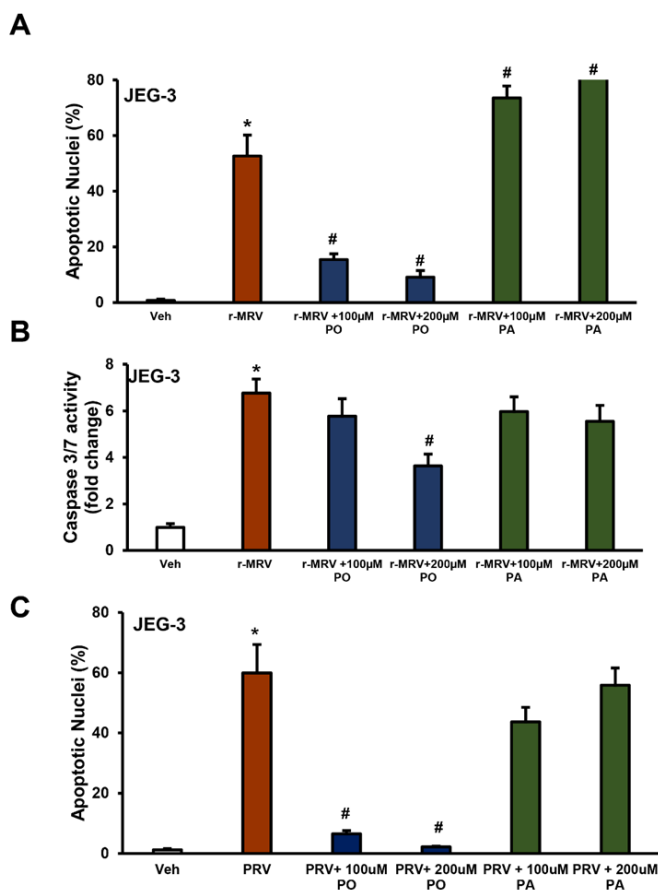 A
Apoptotic Nuclei (%)
JEG-3
80
60
40
20
0
*
#
#
#
#
Veh
r-MRV
r-MRV +100µM
PO
r-MRV+200µM
PO
r-MRV+100µM
PA
r-MRV+200µM
PA
B
Caspase 3/7 activity
(fold change)
JEG-3
8
6
4
2
0
*
#
Veh
r-MRV
r-MRV +100µM
PO
r-MRV+200µM
PO
r-MRV+100µM
PA
r-MRV+200µM
PA
C
Apoptotic Nuclei (%)
JEG-3
80
60
40
20
0
*
#
#
Veh
PRV
PRV+ 100uM
PO
PRV+ 200uM
PO
PRV + 100uM
PA
PRV + 200uM
PA